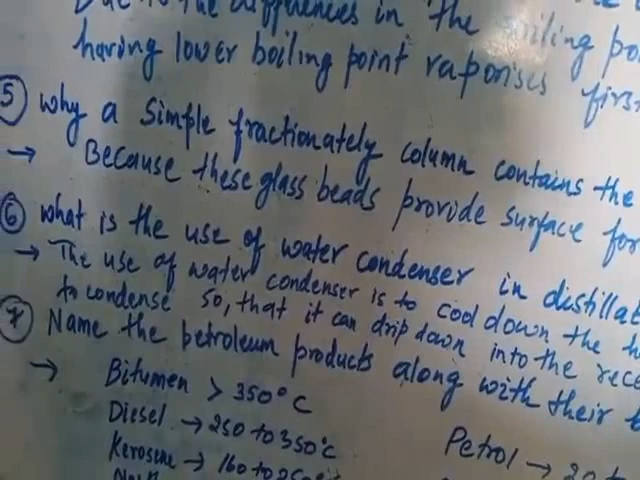 Due to the differences in the boiling
having lower boiling point vaporises first
⑤ Why a simple fractionately column contains the
→ Because these glass beads provide surface for
⑥ What is the use of water condenser in
→ The use of water condenser is to cool down the
to condense so, that it can drip down into the
⑦ Name the petroleum products along with their
→ Bitumen > 350°C
Diesel → 250 to 350°C
Kerosene → 160 to
Petrol →